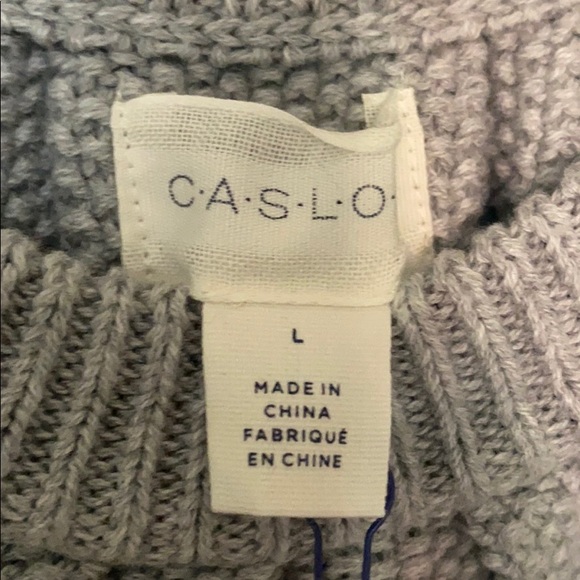 C·A·S·L·O·
L
MADE IN
CHINA
FABRIQUÉ
EN CHINE